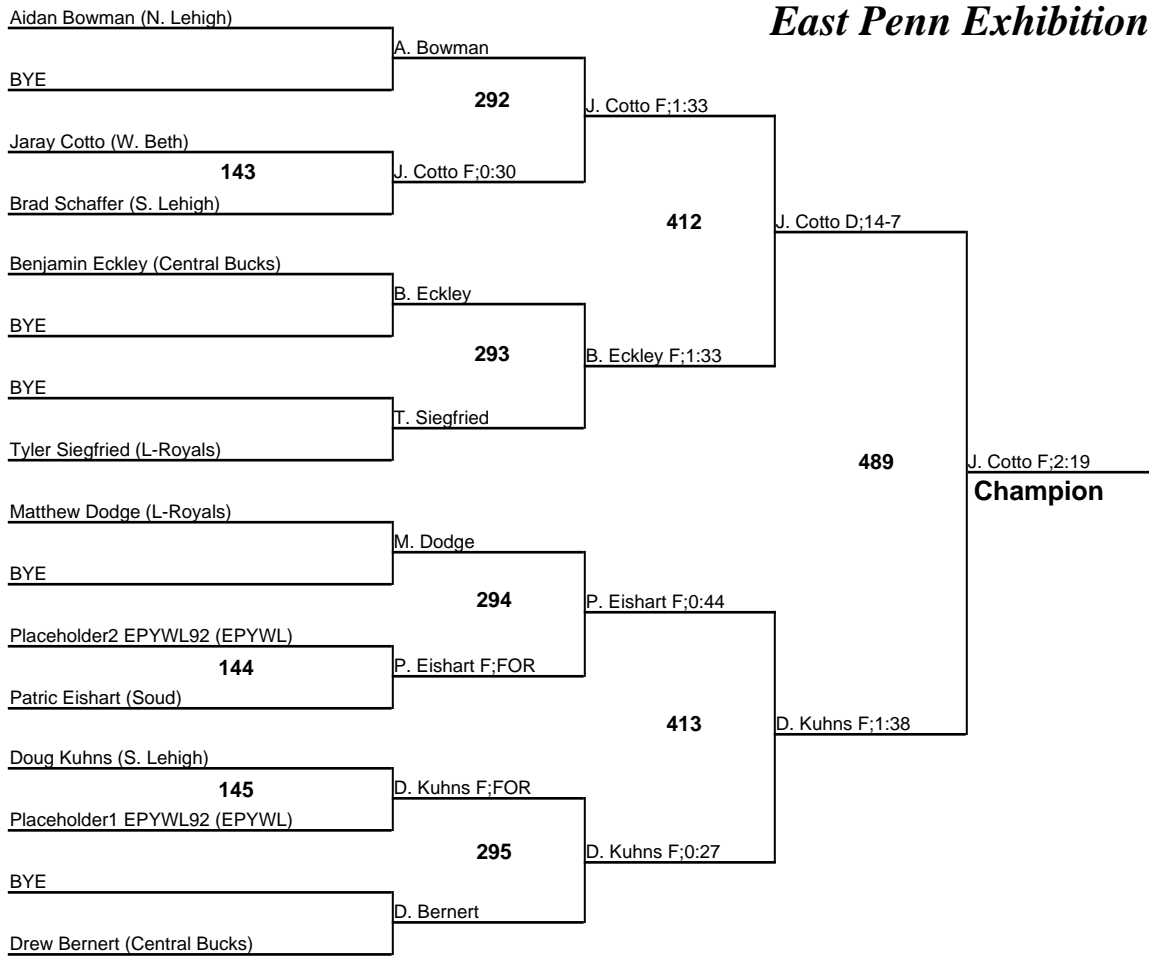 East Penn Exhibition
Aidan Bowman (N. Lehigh)
A. Bowman
BYE
292
J. Cotto F;1:33
Jaray Cotto (W. Beth)
143
J. Cotto F;0:30
Brad Schaffer (S. Lehigh)
412
J. Cotto D;14-7
Benjamin Eckley (Central Bucks)
B. Eckley
BYE
293
B. Eckley F;1:33
BYE
T. Siegfried
Tyler Siegfried (L-Royals)
489
J. Cotto F;2:19
Champion
Matthew Dodge (L-Royals)
M. Dodge
BYE
294
P. Eishart F;0:44
Placeholder2 EPYWL92 (EPYWL)
144
P. Eishart F;FOR
Patric Eishart (Soud)
413
D. Kuhns F;1:38
Doug Kuhns (S. Lehigh)
145
D. Kuhns F;FOR
Placeholder1 EPYWL92 (EPYWL)
295
D. Kuhns F;0:27
BYE
D. Bernert
Drew Bernert (Central Bucks)